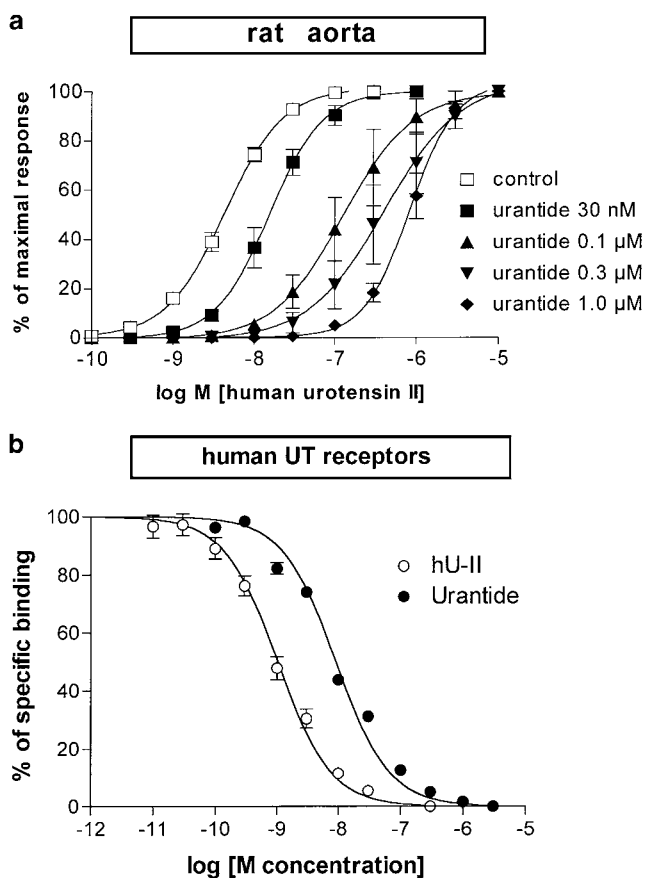 a
rat aorta
% of maximal response
100
80
60
40
20
0
-10 -9 -8 -7 -6 -5
log M [human urotensin II]
control
urantide 30 nM
urantide 0.1 µM
urantide 0.3 µM
urantide 1.0 µM
b
human UT receptors
% of specific binding
100
80
60
40
20
0
-12 -11 -10 -9 -8 -7 -6 -5
log [M concentration]
hU-II
Urantide